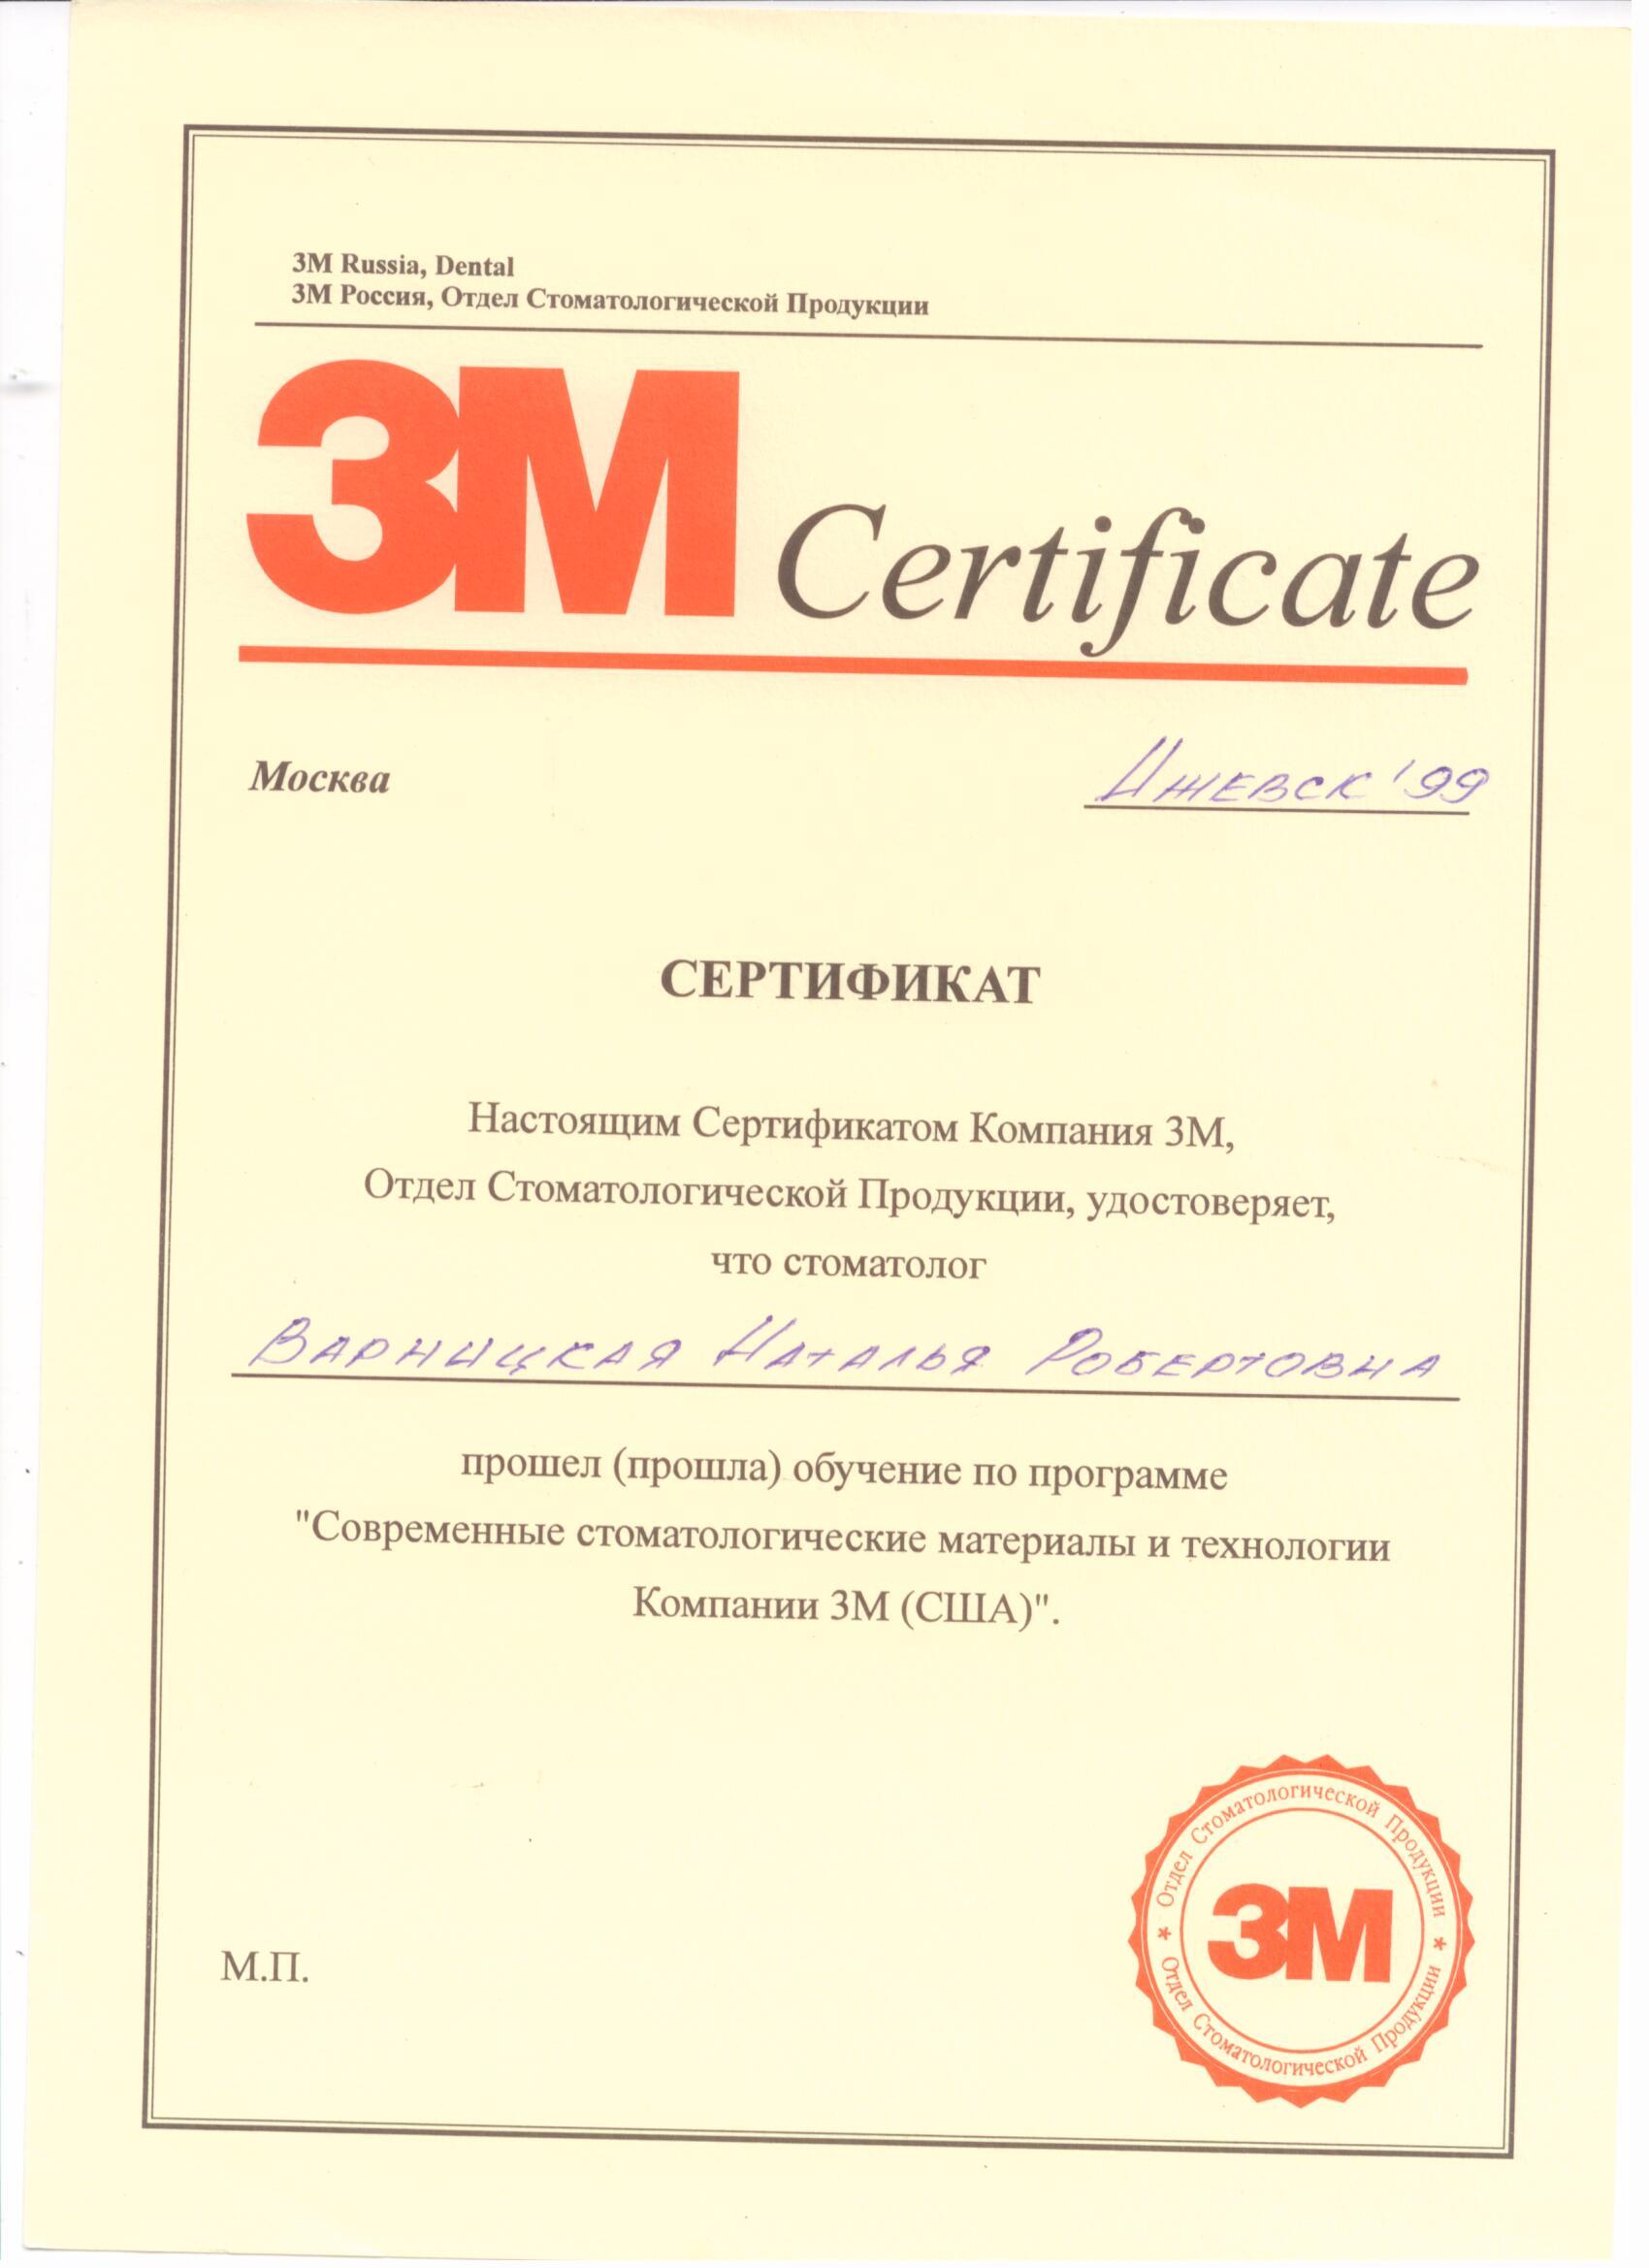 3M Russia, Dental
3М Россия, Отдел Стоматологической Продукции
3M Certificate
Москва
Ижевск '99
СЕРТИФИКАТ
Настоящим Сертификатом Компания 3М,
Отдел Стоматологической Продукции, удостоверяет,
что стоматолог
Варницкая Наталья Робертовна
прошел (прошла) обучение по программе
"Современные стоматологические материалы и технологии
Компании 3М (США)".
* Отдел Стоматологической Продукции *
3M
Отдел Стоматологической Продукции
М.П.